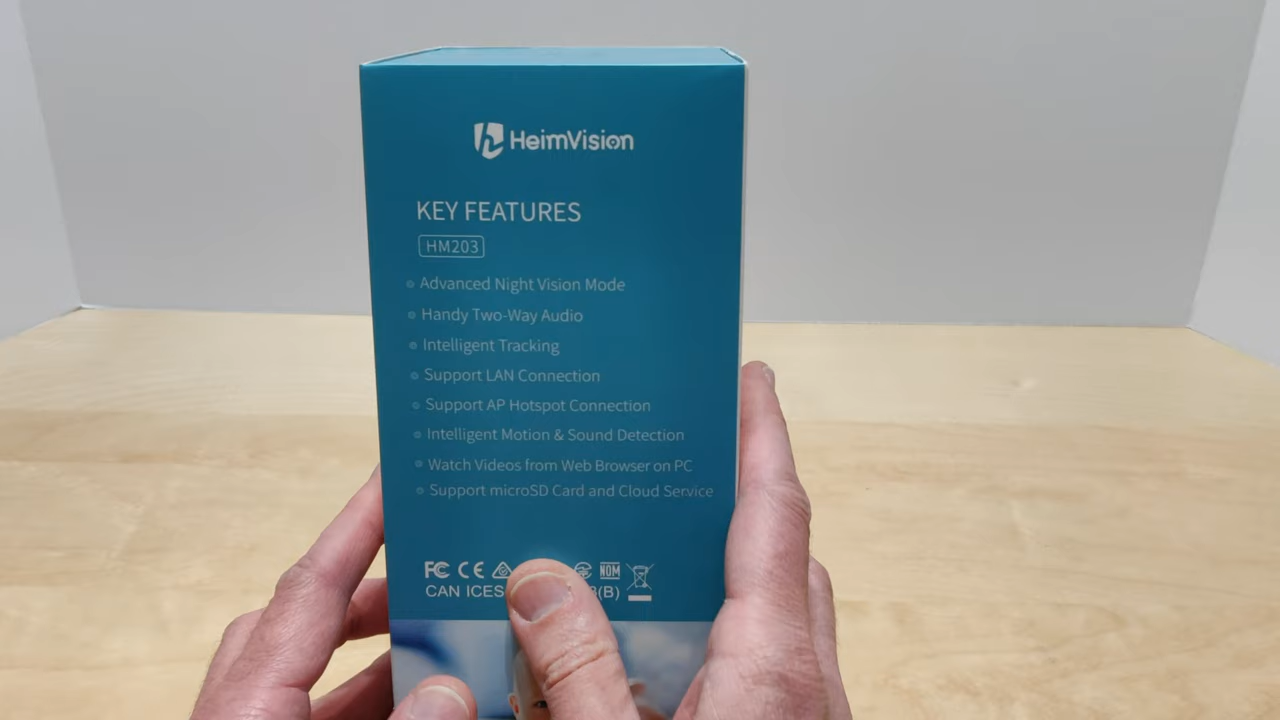 HeimVision
KEY FEATURES
HM203
Advanced Night Vision Mode
Handy Two-Way Audio
Intelligent Tracking
Support LAN Connection
Support AP Hotspot Connection
Intelligent Motion & Sound Detection
Watch Videos from Web Browser on PC
Support microSD Card and Cloud Service
FC CE NOM
CAN ICES (B)